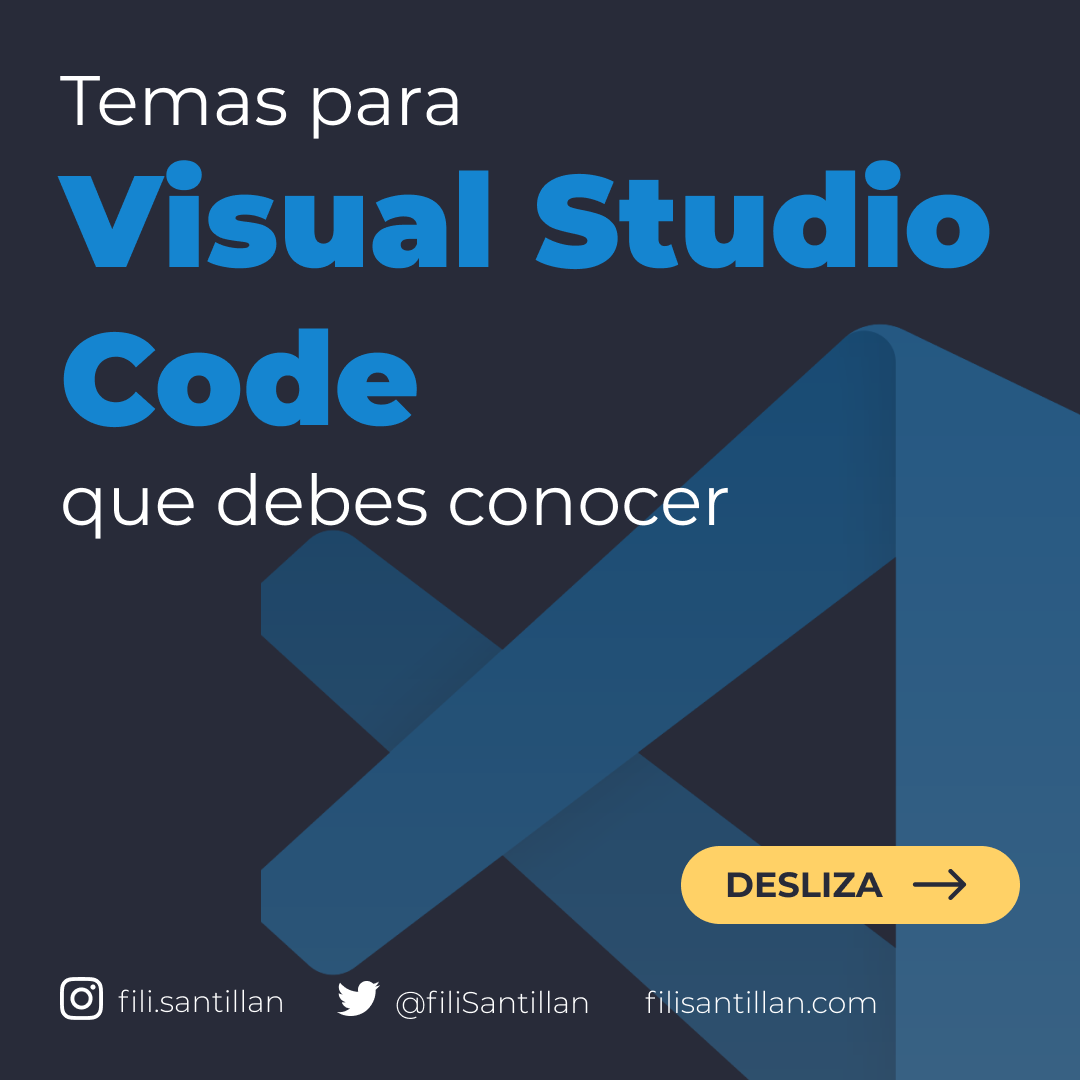 Temas para
Visual Studio
Code
que debes conocer
DESLIZA
fili.santillan
@filiSantillan
filisantillan.com